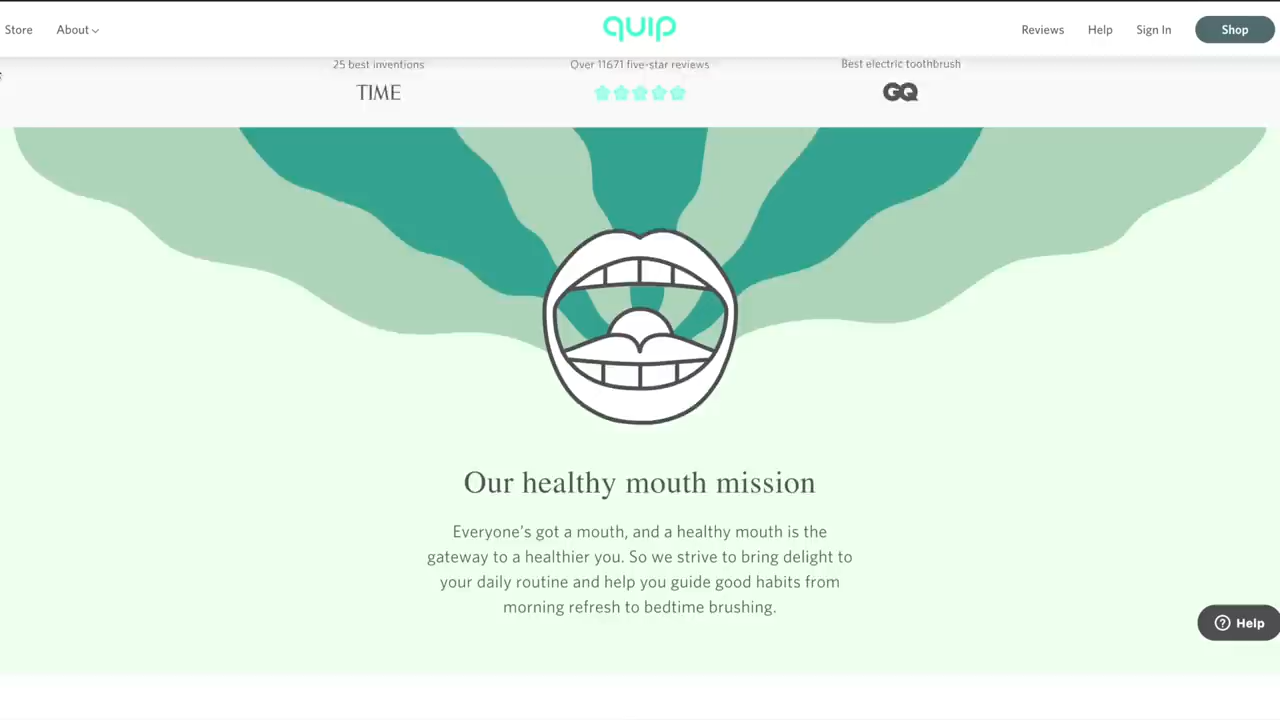 Store
About
quip
Reviews
Help
Sign In
Shop
25 best inventions
Over 11671 five-star reviews
Best electric toothbrush
TIME
GQ
Our healthy mouth mission
Everyone's got a mouth, and a healthy mouth is the
gateway to a healthier you. So we strive to bring delight to
your daily routine and help you guide good habits from
morning refresh to bedtime brushing.
Help